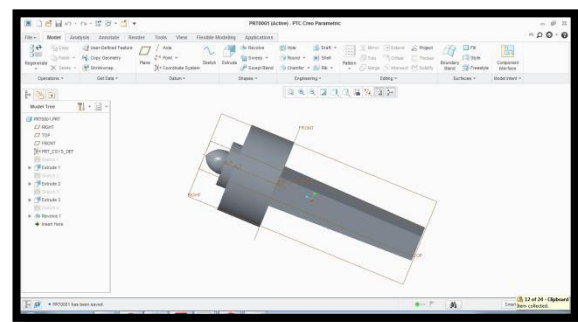 PRT0001 (Active) . PTC Creo Parametric
File Model Analysis Annotate Render Tools View Flexible Modeling Applications
Copy User-Defined Feature Axis Revolve Hole Draft Mirror Extend Project Fill
Paste Copy Geometry Point Sweep Round Shell Trim Offset Thicken Style
Regenerate Delete Shrinkwrap Plane Coordinate System Sketch Extrude Swept Blend Chamfer Rib Pattern Merge Intersect Solidify Boundary Blend Freestyle Component Interface
Operations Get Data Datum Shapes Engineering Editing Surfaces Model Intent
Model Tree
PRT0001.PRT
RIGHT
TOP
FRONT
PRT_CSYS_DEF
Sketch 1
Extrude 1
Sketch 2
Extrude 2
Sketch 3
Extrude 3
Revolve 1
Insert Here
FRONT
PRT0001 has been saved.
12 of 24 - Clipboard
Item collected.